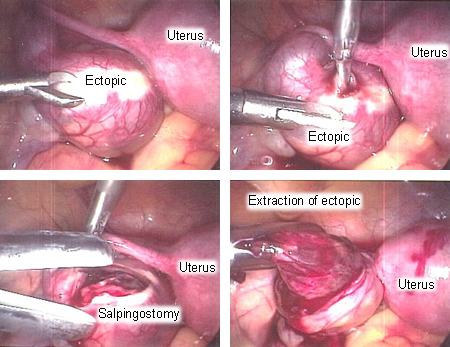 Uterus
Ectopic
Uterus
Ectopic
Uterus
Salpingostomy
Extraction of ectopic
Uterus